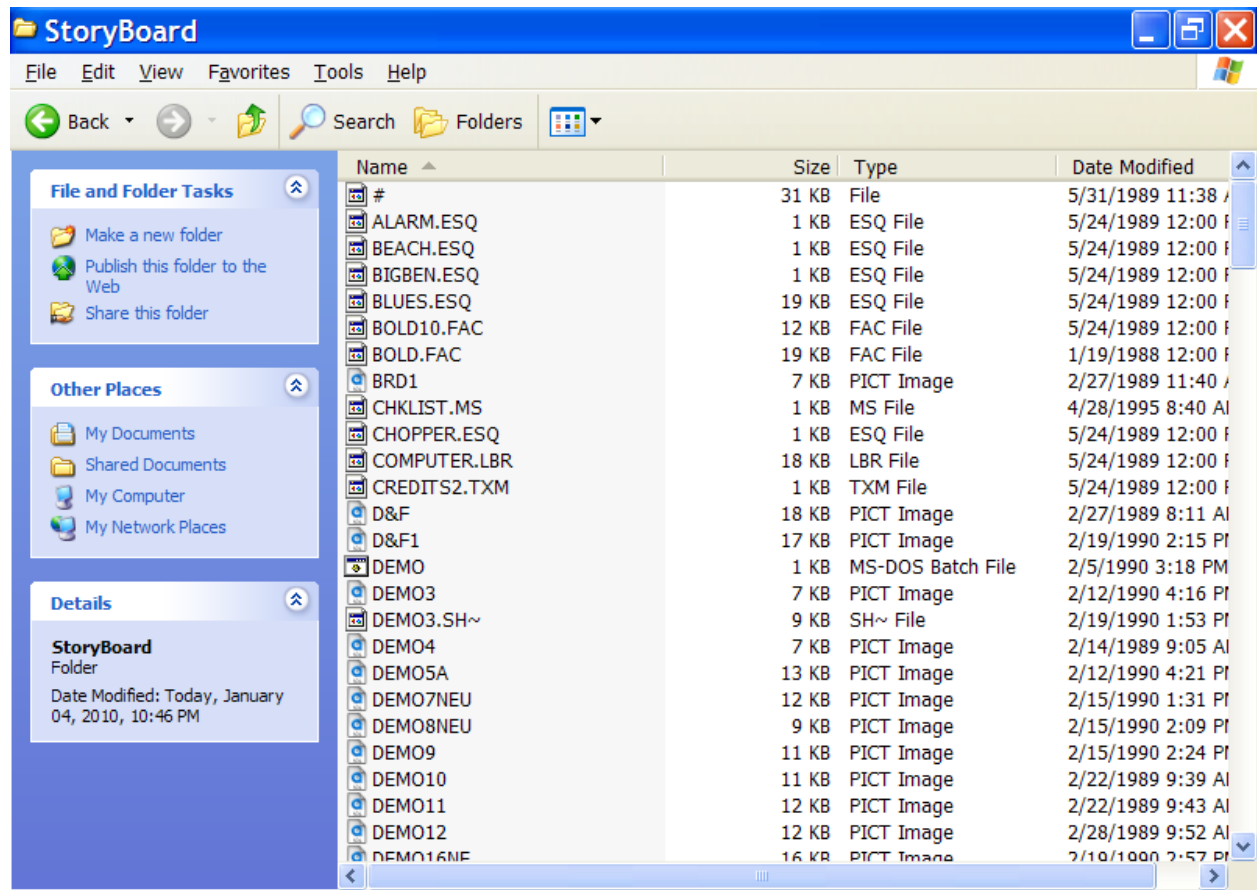 StoryBoard
File Edit View Favorites Tools Help
Back Search Folders
File and Folder Tasks
Make a new folder
Publish this folder to the
Web
Share this folder
Other Places
My Documents
Shared Documents
My Computer
My Network Places
Details
StoryBoard
Folder
Date Modified: Today, January
04, 2010, 10:46 PM
Name Size Type Date Modified
# 31 KB File 5/31/1989 11:38
ALARM.ESQ 1 KB ESQ File 5/24/1989 12:00
BEACH.ESQ 1 KB ESQ File 5/24/1989 12:00
BIGBEN.ESQ 1 KB ESQ File 5/24/1989 12:00
BLUES.ESQ 19 KB ESQ File 5/24/1989 12:00
BOLD10.FAC 12 KB FAC File 5/24/1989 12:00
BOLD.FAC 19 KB FAC File 1/19/1988 12:00
BRD1 7 KB PICT Image 2/27/1989 11:40
CHKLIST.MS 1 KB MS File 4/28/1995 8:40
CHOPPER.ESQ 1 KB ESQ File 5/24/1989 12:00
COMPUTER.LBR 18 KB LBR File 5/24/1989 12:00
CREDITS2.TXM 1 KB TXM File 5/24/1989 12:00
D&F 18 KB PICT Image 2/27/1989 8:11
D&F1 17 KB PICT Image 2/19/1990 2:15
DEMO 1 KB MS-DOS Batch File 2/5/1990 3:18 PM
DEMO3 7 KB PICT Image 2/12/1990 4:16
DEMO3.SH~ 9 KB SH~ File 2/19/1990 1:53
DEMO4 7 KB PICT Image 2/14/1989 9:05
DEMO5A 13 KB PICT Image 2/12/1990 4:21
DEMO7NEU 12 KB PICT Image 2/15/1990 1:31
DEMO8NEU 9 KB PICT Image 2/15/1990 2:09
DEMO9 11 KB PICT Image 2/15/1990 2:24
DEMO10 11 KB PICT Image 2/22/1989 9:39
DEMO11 12 KB PICT Image 2/22/1989 9:43
DEMO12 12 KB PICT Image 2/28/1989 9:52
16 KB PICT Image 2/19/1990 2:57